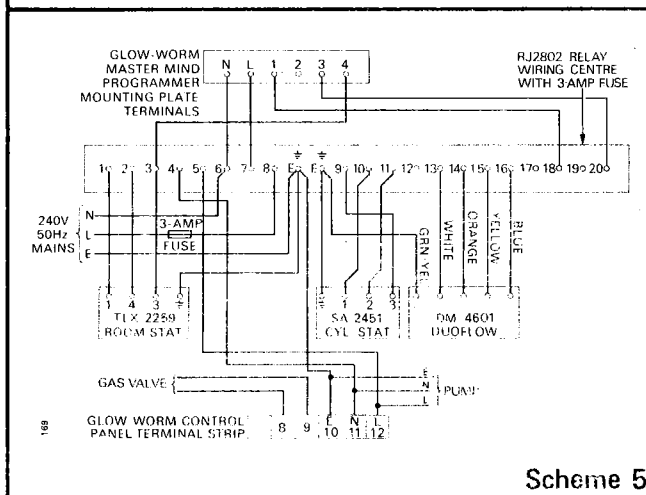 GLOW-WORM
MASTER MIND
PROGRAMMER
MOUNTING PLATE
TERMINALS
N L 1 2 3 4
RJ2802 RELAY
WIRING CENTRE
WITH 3-AMP FUSE
1 2 3 4 5 6 7 8 E E 9 10 11 12 13 14 15 16 17 18 19 20
240V
50Hz
MAINS
N
L
E
3-AMP
FUSE
GRN-YEL
WHITE
ORANGE
YELLOW
BLUE
1 4 3
TLX 2259
ROOM STAT
1 2 3
SA 2451
CYL STAT
DM 4601
DUOFLOW
GAS VALVE
E
N
L
PUMP
GLOW WORM CONTROL
PANEL TERMINAL STRIP
8 9 E 10 N 11 L 12
169
Scheme 5